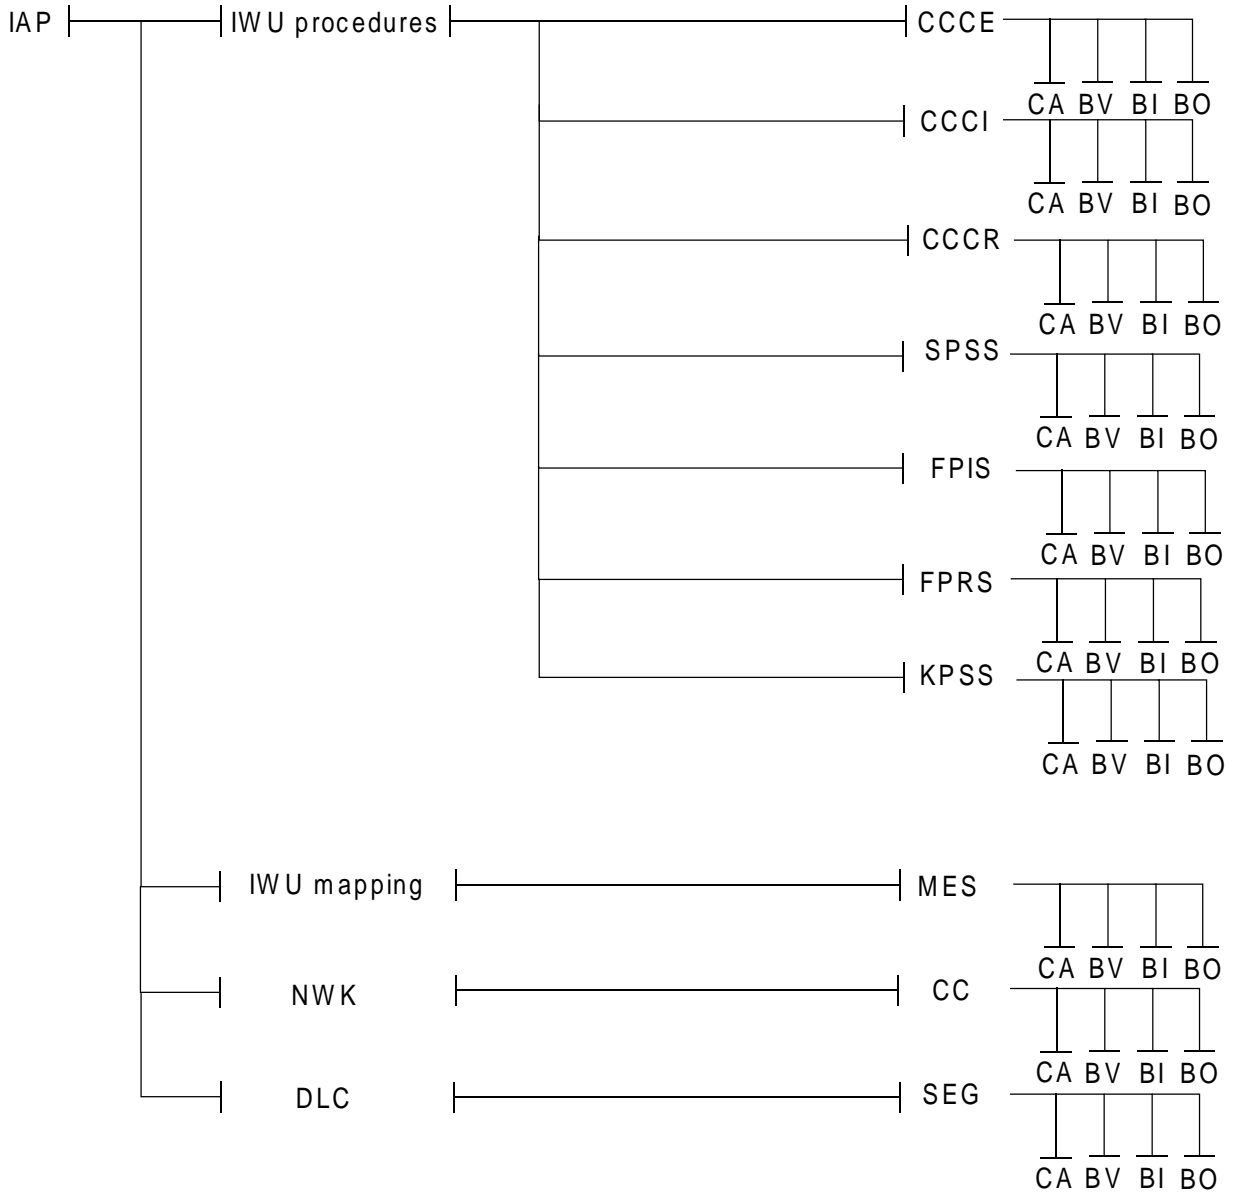 IAP IWU procedures CCCE
CA BV BI BO
CCCI
CA BV BI BO
CCCR
CA BV BI BO
SPSS
CA BV BI BO
FPIS
CA BV BI BO
FPRS
CA BV BI BO
KPSS
CA BV BI BO
IWU mapping MES
CA BV BI BO
NWK CC
CA BV BI BO
DLC SEG
CA BV BI BO